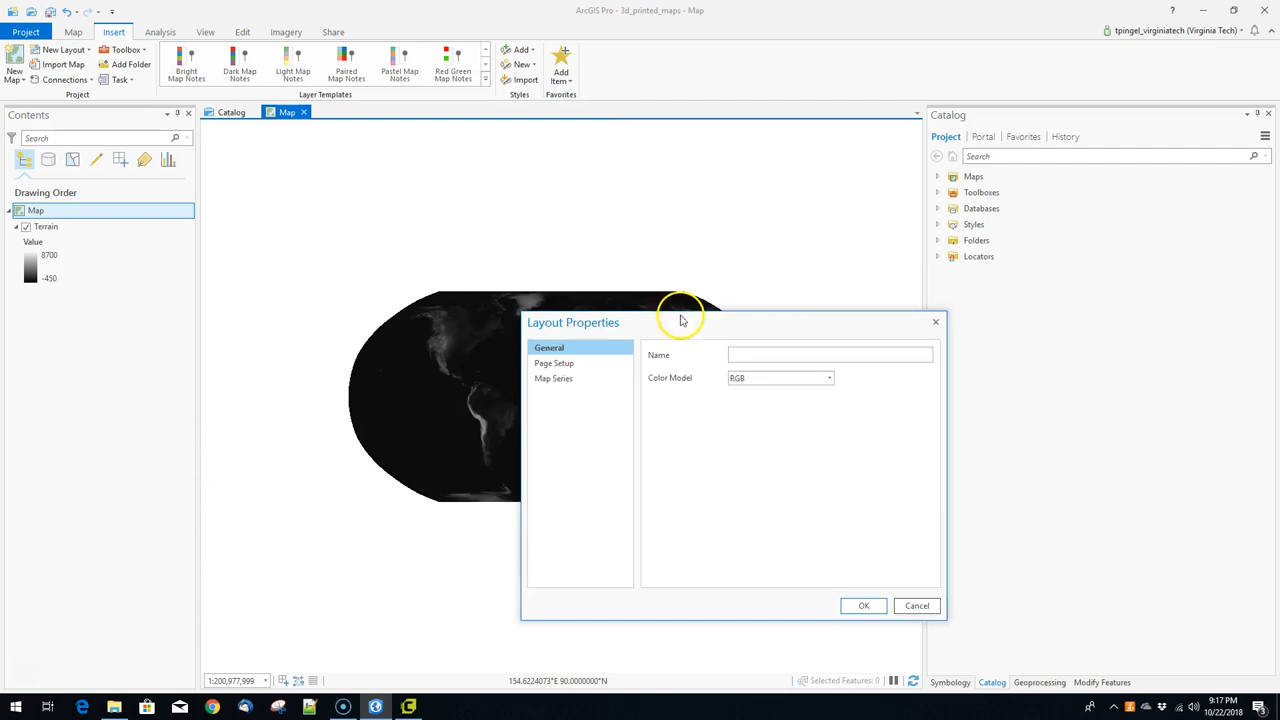 ArcGIS Pro - 3d_printed_maps - Map
?
Project Map Insert Analysis View Edit Imagery Share
tpingel_virginiatech (Virginia Tech)
New Map
New Layout
Import Map
Connections
Toolbox
Add Folder
Task
Project
Bright Map Notes
Dark Map Notes
Light Map Notes
Paired Map Notes
Pastel Map Notes
Red Green Map Notes
Layer Templates
Add
New
Import
Styles
Add Item
Favorites
Contents
Search
Drawing Order
Map
Terrain
Value
8700
-450
Catalog Map
Layout Properties
General
Page Setup
Map Series
Name
Color Model RGB
OK Cancel
1:200,977,999
154.6224073°E 90.0000000°N
Selected Features: 0
Catalog
Project Portal Favorites History
Search
Maps
Toolboxes
Databases
Styles
Folders
Locators
Symbology Catalog Geoprocessing Modify Features
9:17 PM
10/22/2018